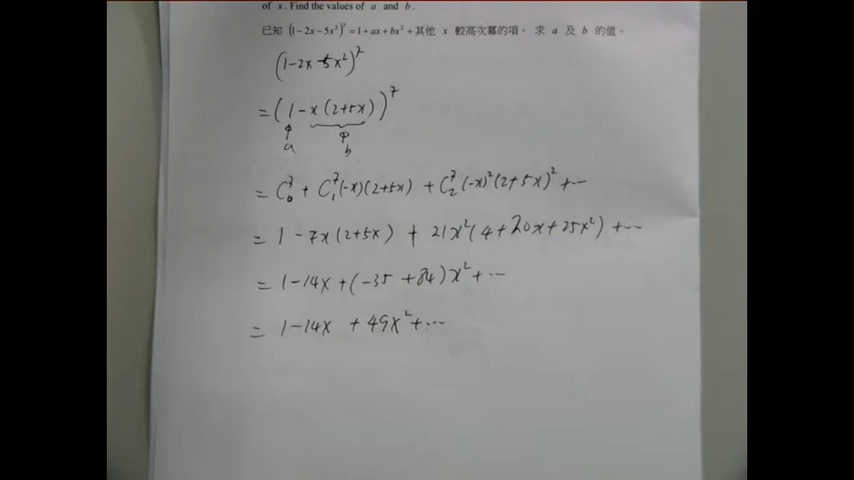 of x. Find the values of a and b.
已知 (1−2x−5x²)⁷ = 1 + ax + bx² + 其他 x 較高次冪的項。求 a 及 b 的值。
(1−2x−5x²)⁷
= (1−x(2+5x))⁷
a b
= C₀⁷ + C₁⁷(−x)(2+5x) + C₂⁷(−x)²(2+5x)² + ⋯
= 1 − 7x(2+5x) + 21x²(4+20x+25x²) + ⋯
= 1−14x + (−35+84)x² + ⋯
= 1−14x + 49x² + ⋯